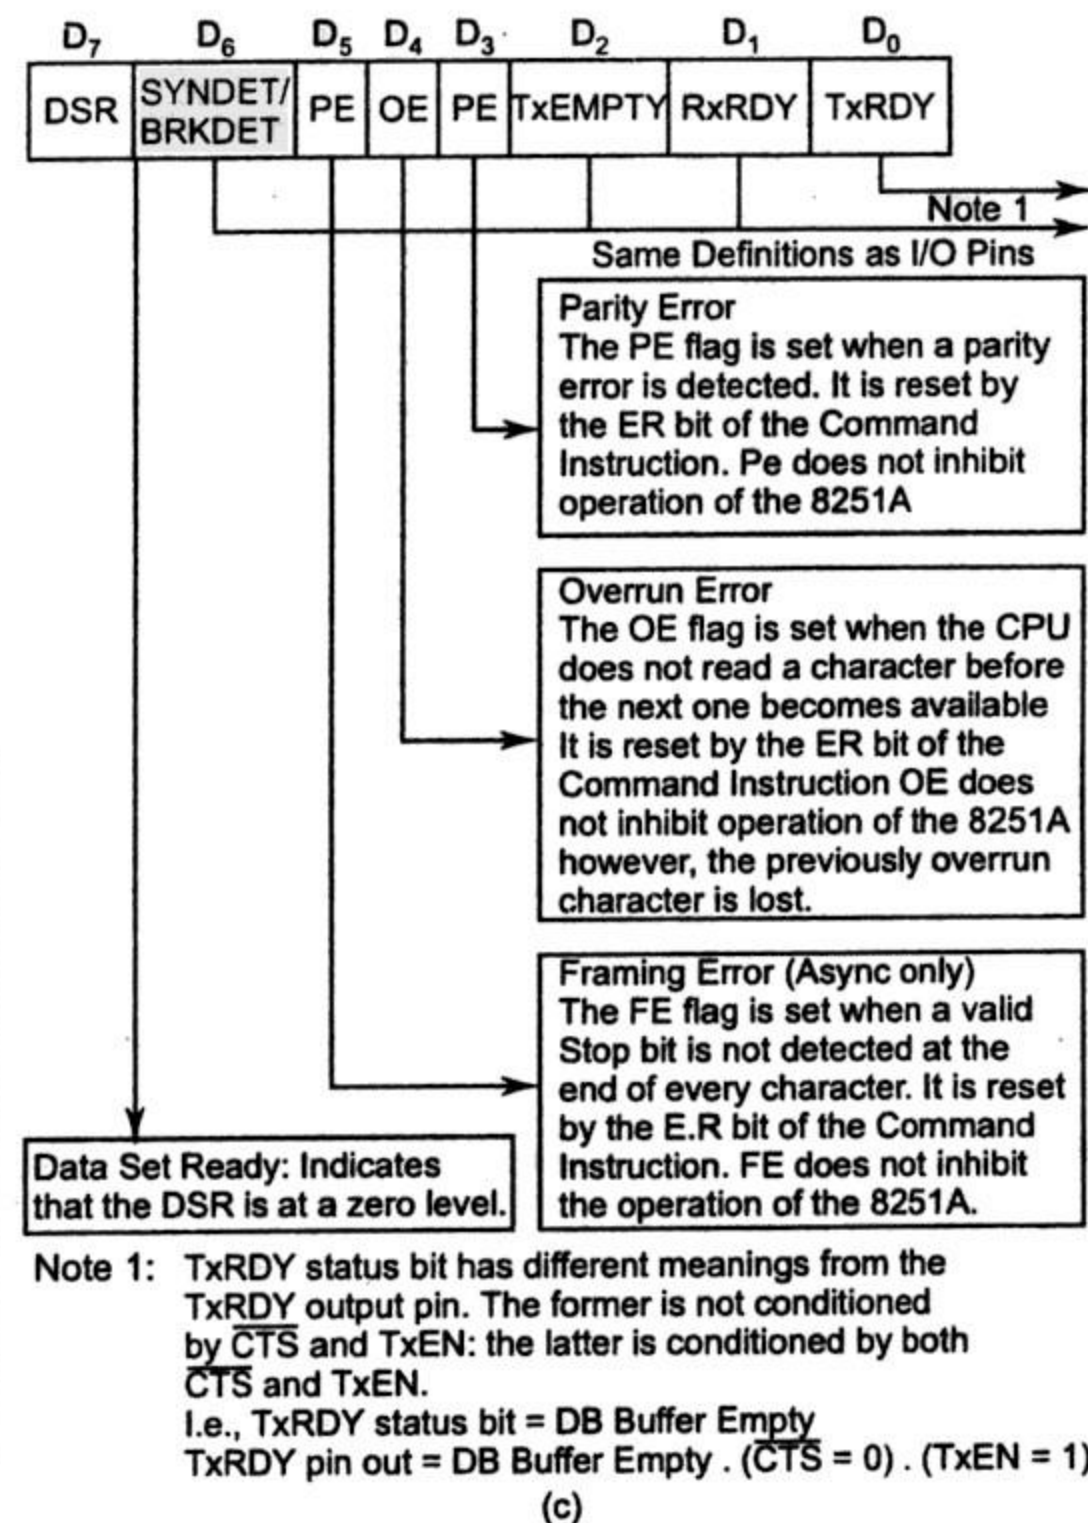 D7 D6 D5 D4 D3 D2 D1 D0
DSR SYNDET/ BRKDET PE OE PE TxEMPTY RxRDY TxRDY
Note 1
Same Definitions as I/O Pins
Parity Error
The PE flag is set when a parity
error is detected. It is reset by
the ER bit of the Command
Instruction. Pe does not inhibit
operation of the 8251A
Overrun Error
The OE flag is set when the CPU
does not read a character before
the next one becomes available
It is reset by the ER bit of the
Command Instruction OE does
not inhibit operation of the 8251A
however, the previously overrun
character is lost.
Framing Error (Async only)
The FE flag is set when a valid
Stop bit is not detected at the
end of every character. It is reset
by the E.R bit of the Command
Instruction. FE does not inhibit
the operation of the 8251A.
Data Set Ready: Indicates
that the DSR is at a zero level.
Note 1: TxRDY status bit has different meanings from the
TxRDY output pin. The former is not conditioned
by C̅T̅S̅ and TxEN: the latter is conditioned by both
C̅T̅S̅ and TxEN.
I.e., TxRDY status bit = DB Buffer Empty
TxRDY pin out = DB Buffer Empty . (C̅T̅S̅ = 0) . (TxEN = 1)
(c)